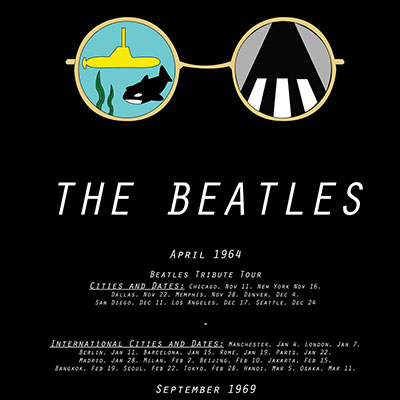 THE BEATLES
April 1964
Beatles Tribute Tour
Cities and Dates: Chicago, Nov 11. New York Nov 16.
Dallas, Nov 22. Memphis, Nov 28. Denver, Dec 4.
San Diego, Dec 11. Los Angeles, Dec 17. Seattle, Dec 24
-
International Cities and Dates: Manchester, Jan 4. London, Jan 7.
Berlin, Jan 11. Barcelona, Jan 15. Rome, Jan 19. Paris, Jan 22.
Madrid, Jan 28. Milan, Feb 2. Beijing, Feb 10. Jakarta, Feb 15.
Bangkok, Feb 19. Seoul, Feb 22. Tokyo, Feb 28. Hanoi, Mar 5. Osaka, Mar 11.
September 1969